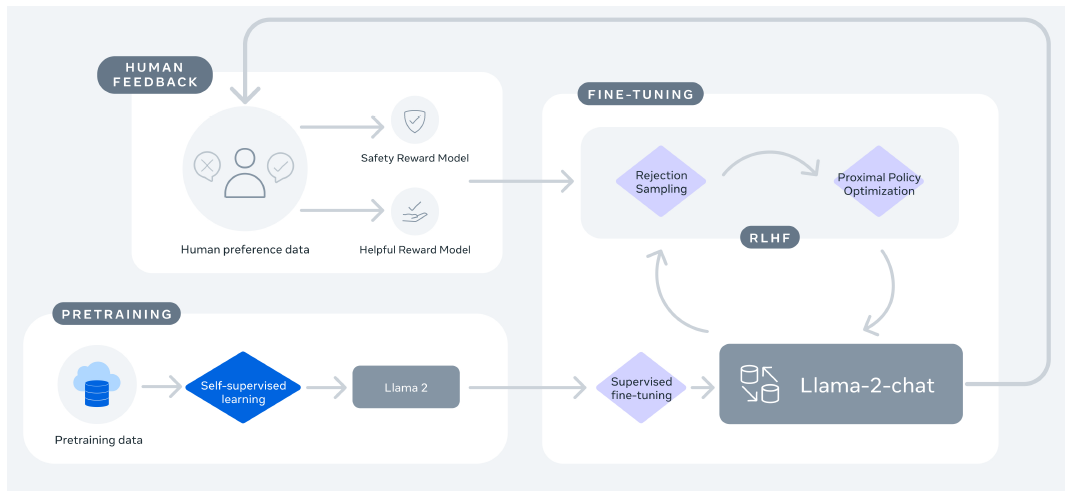 HUMAN
FEEDBACK
Safety Reward Model
Human preference data
Helpful Reward Model
FINE-TUNING
Rejection
Sampling
Proximal Policy
Optimization
RLHF
PRETRAINING
Pretraining data
Self-supervised
learning
Llama 2
Supervised
fine-tuning
Llama-2-chat